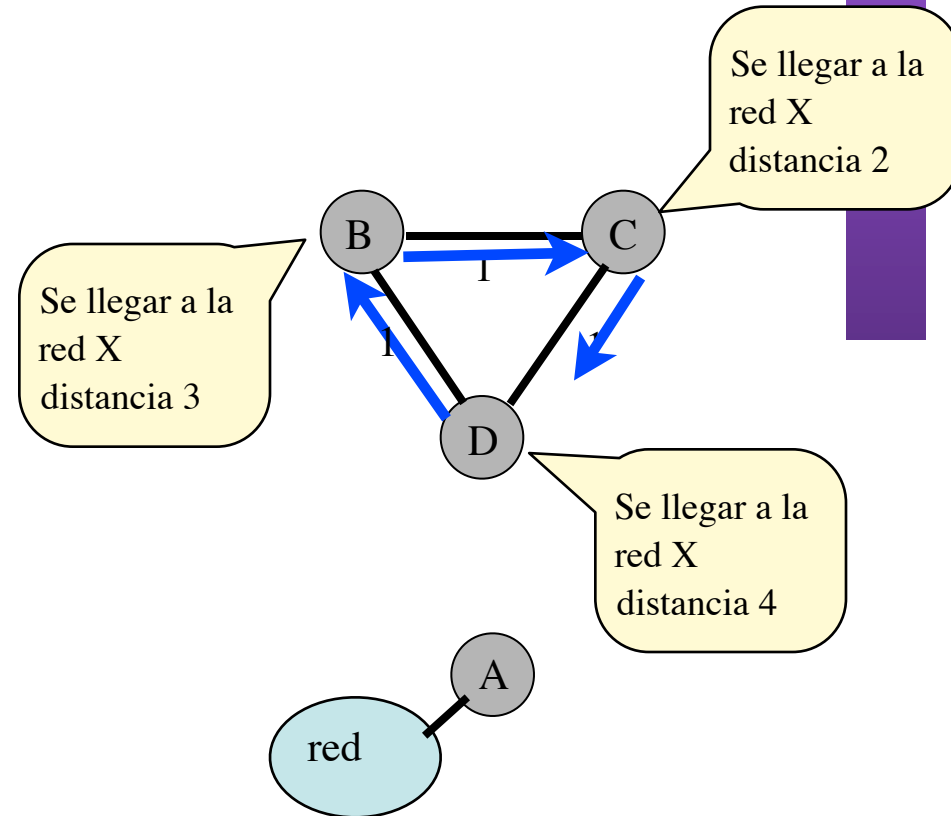 Se llegar a la
red X
distancia 2
B
C
1
Se llegar a la
red X
distancia 3
1
D
Se llegar a la
red X
distancia 4
A
red